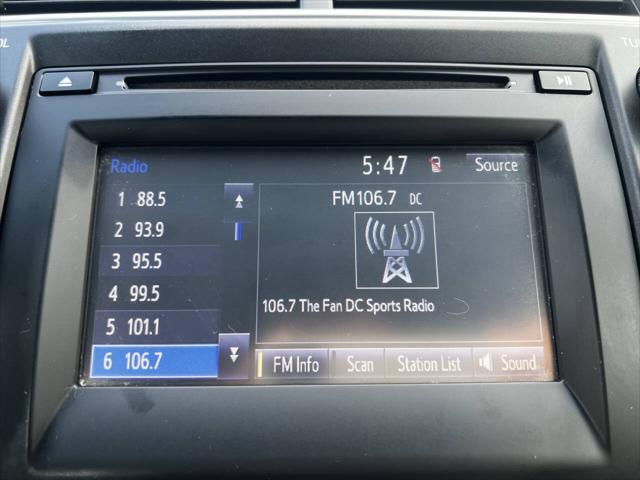 OL
TU
Radio
5:47
Source
1 88.5
2 93.9
3 95.5
4 99.5
5 101.1
6 106.7
FM106.7 DC
106.7 The Fan DC Sports Radio
FM Info
Scan
Station List
Sound